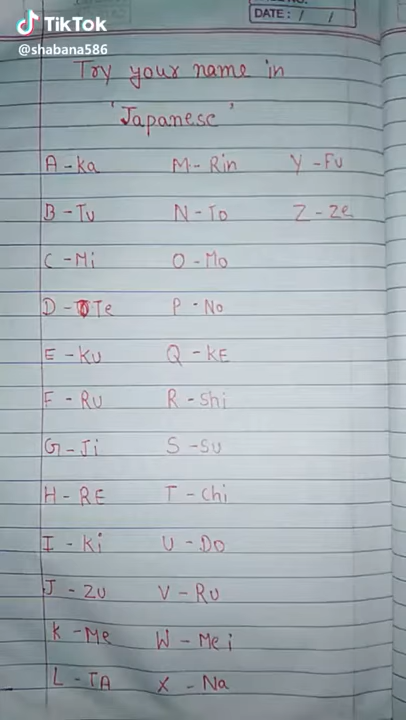 TikTok
@shabana586
DATE: / /
Try your name in
'Japanese'
A - Ka
B - Tu
C - Mi
D - Te
E - Ku
F - Ru
G - Ji
H - RE
I - Ki
J - Zu
K - Me
L - TA
M - Rin
N - To
O - Mo
P - No
Q - KE
R - Shi
S - Su
T - Chi
U - Do
V - Ru
W - Mei
X - Na
Y - Fu
Z - Ze